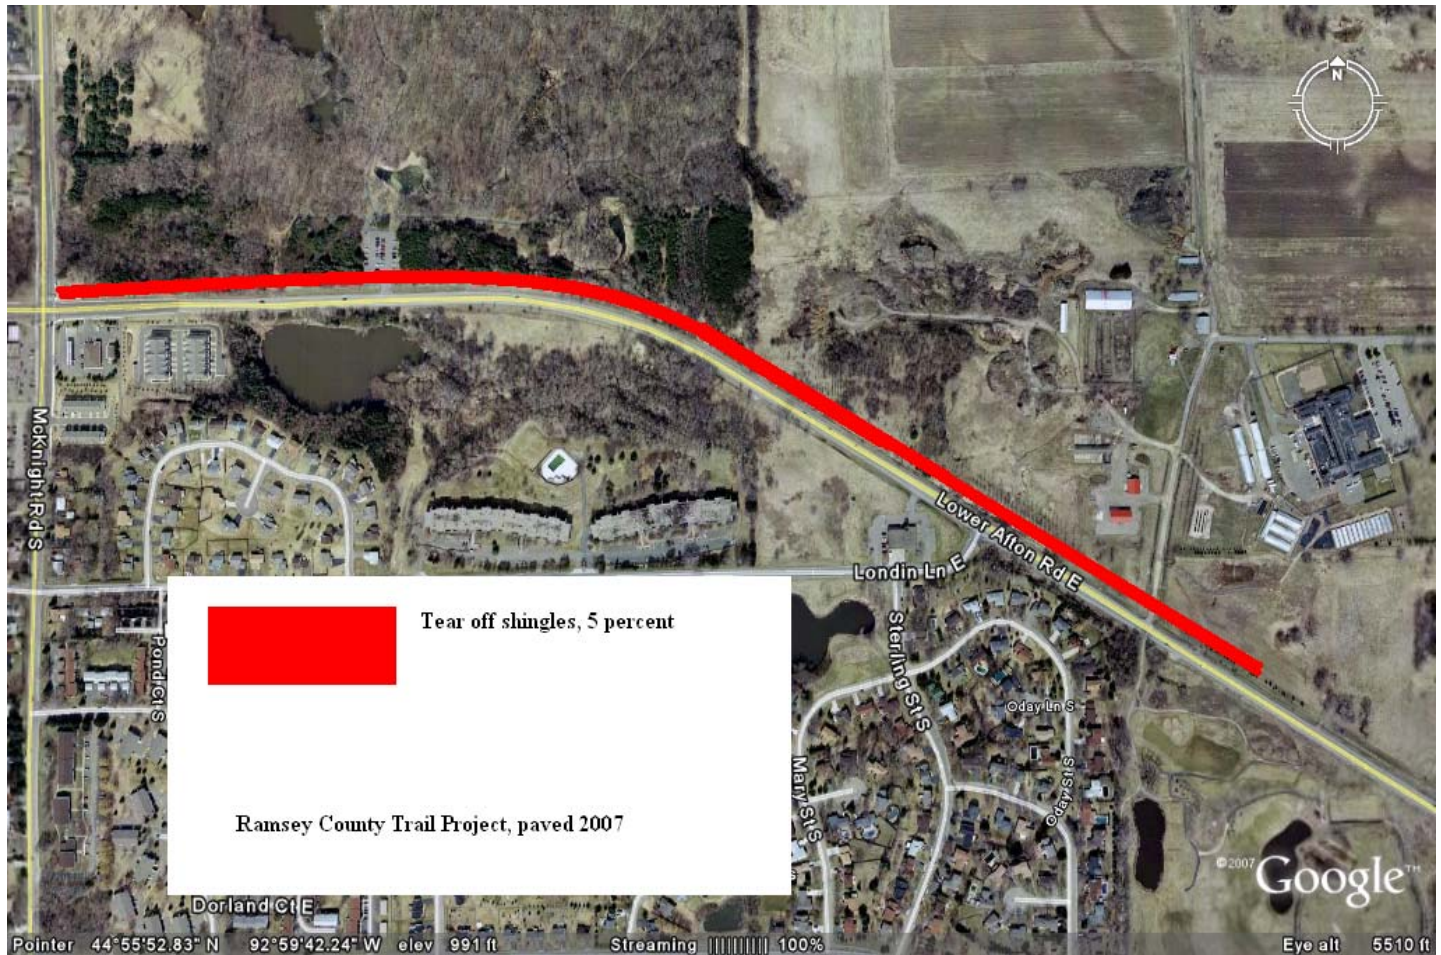 N
McKnight Rd S
Lower Afton Rd E
Londin Ln E
Tear off shingles, 5 percent
Sterling St S
Pond Ct S
Oday Ln S
Mary St S
Oday St S
Ramsey County Trail Project, paved 2007
©2007 Google™
Dorland Ct E
Pointer 44°55'52.83" N 92°59'42.24" W elev 991 ft Streaming |||||||||| 100% Eye alt 5510 ft